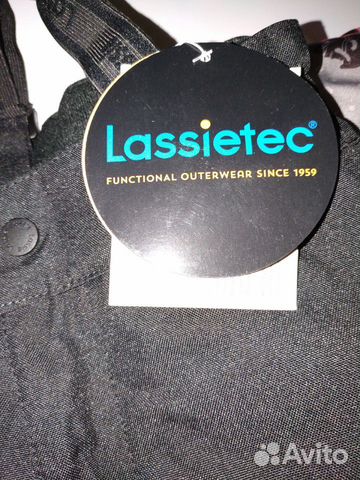 Lassietec®
FUNCTIONAL OUTERWEAR SINCE 1959
Avito